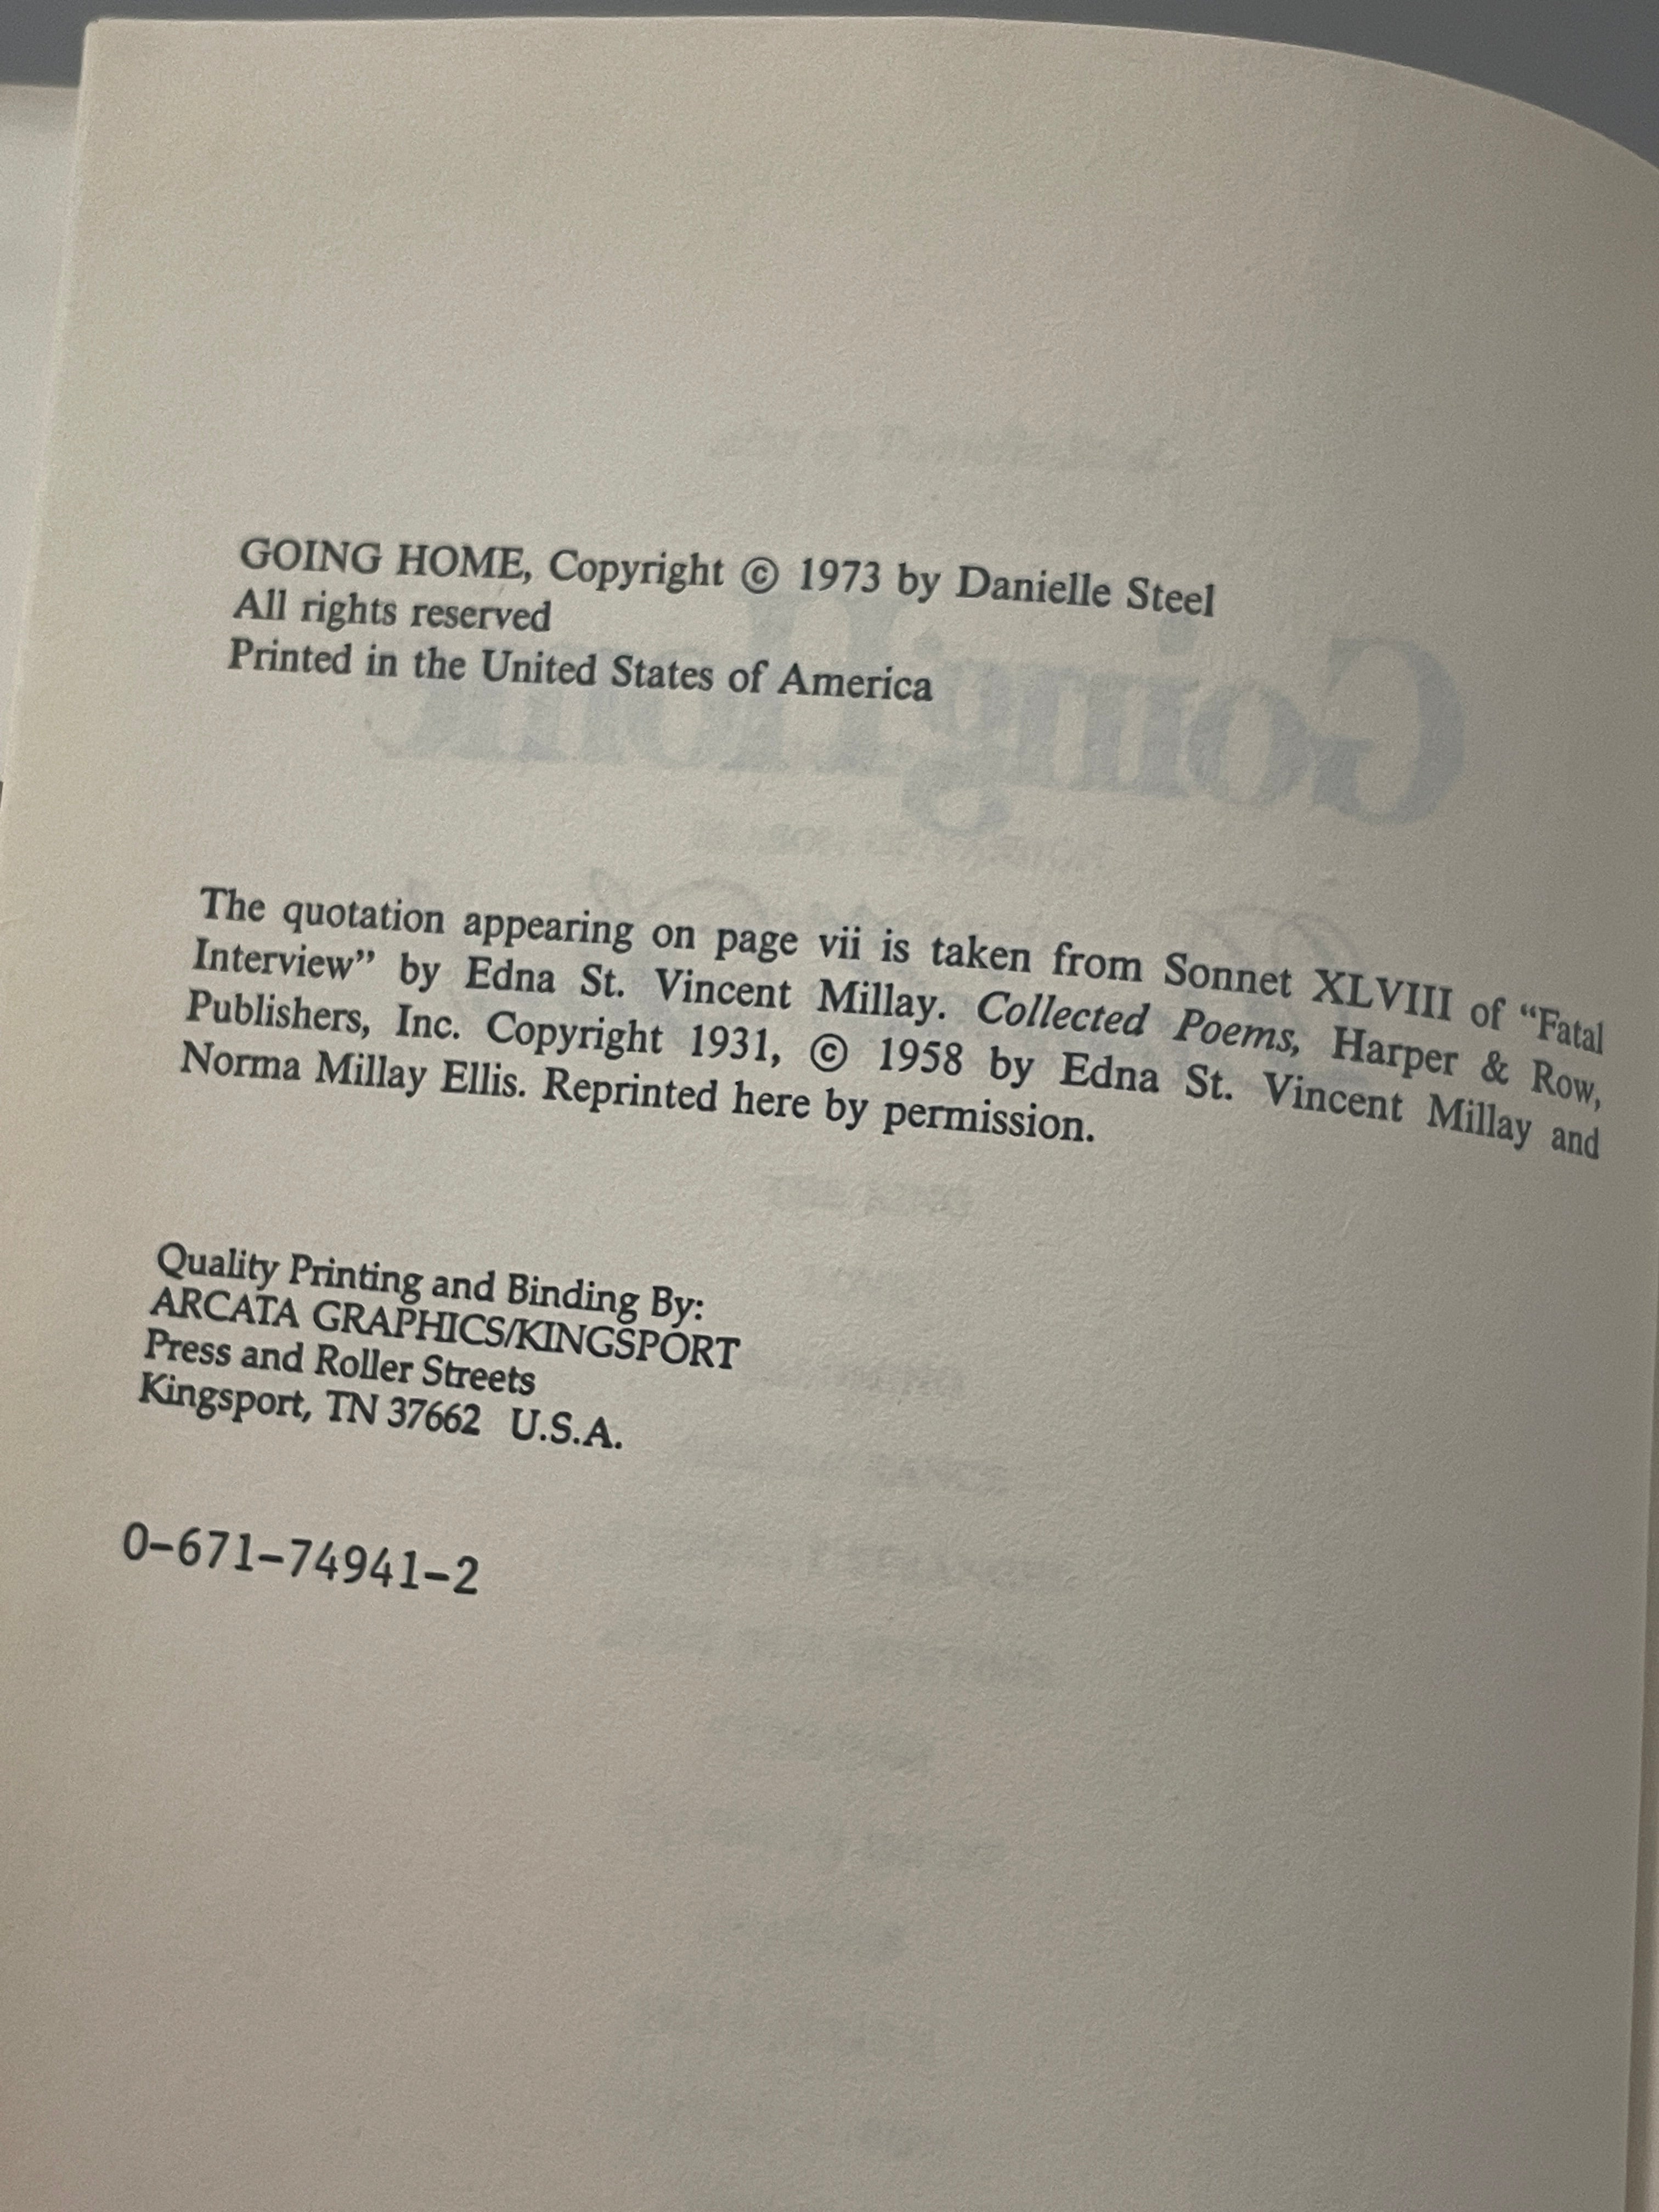 GOING HOME, Copyright © 1973 by Danielle Steel
All rights reserved
Printed in the United States of America
The quotation appearing on page vii is taken from Sonnet XLVIII of “Fatal
Interview” by Edna St. Vincent Millay. Collected Poems, Harper & Row,
Publishers, Inc. Copyright 1931, © 1958 by Edna St. Vincent Millay and
Norma Millay Ellis. Reprinted here by permission.
Quality Printing and Binding By:
ARCATA GRAPHICS/KINGSPORT
Press and Roller Streets
Kingsport, TN 37662 U.S.A.
0–671–74941–2
Going Home